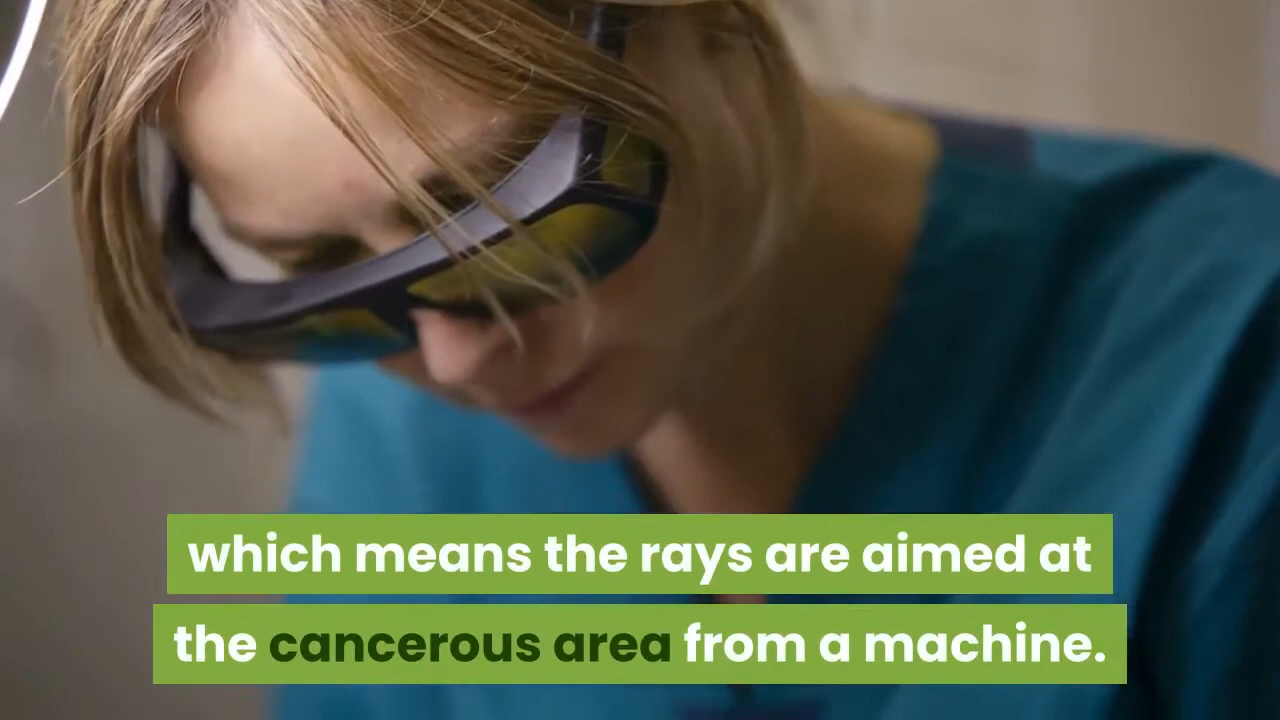 which means the rays are aimed at
the cancerous area from a machine.